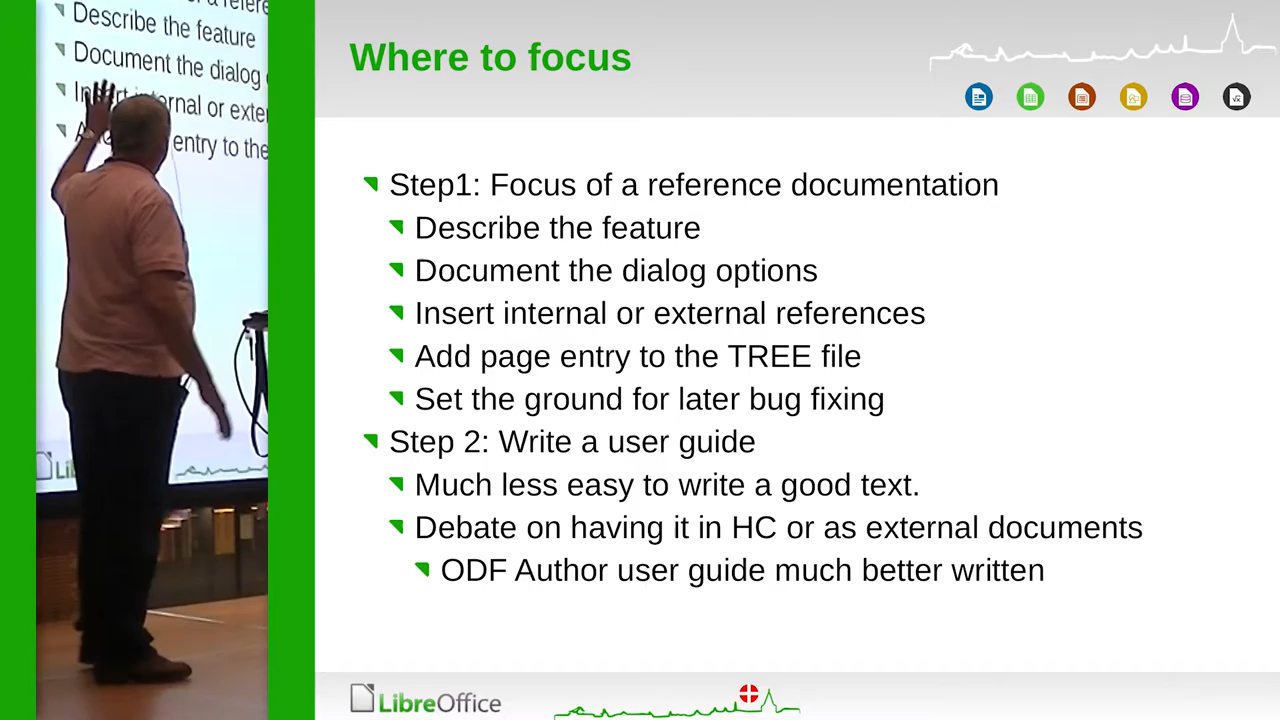 Describe the feature
Document the dialog
Insert internal or exte
entry to the
Where to focus
Step1: Focus of a reference documentation
Describe the feature
Document the dialog options
Insert internal or external references
Add page entry to the TREE file
Set the ground for later bug fixing
Step 2: Write a user guide
Much less easy to write a good text.
Debate on having it in HC or as external documents
ODF Author user guide much better written
LibreOffice